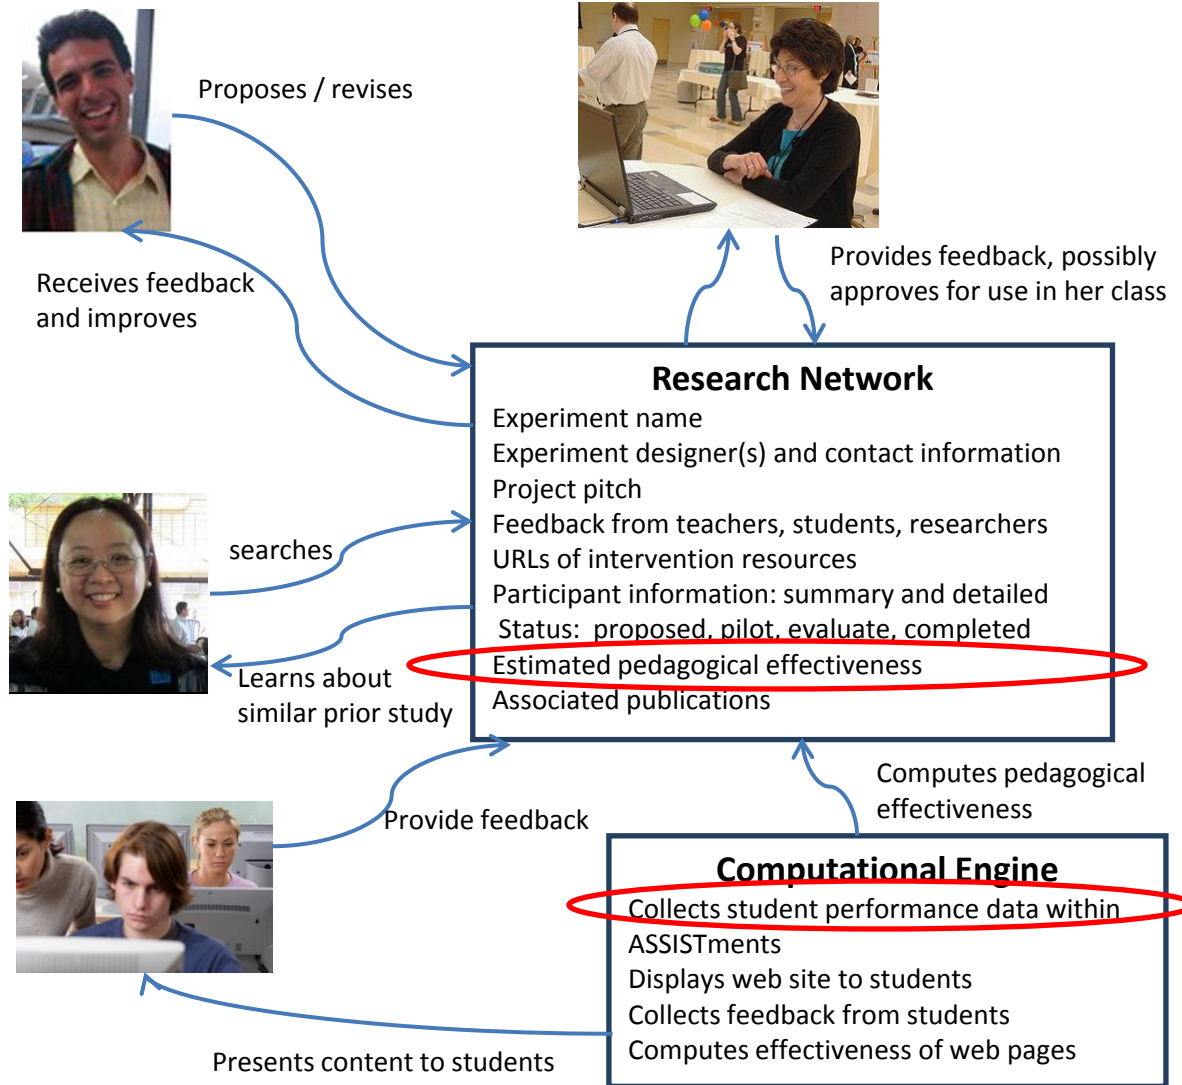 Proposes / revises
Receives feedback
and improves
Provides feedback, possibly
approves for use in her class
Research Network
Experiment name
Experiment designer(s) and contact information
Project pitch
Feedback from teachers, students, researchers
URLs of intervention resources
Participant information: summary and detailed
Status:  proposed, pilot, evaluate, completed
Estimated pedagogical effectiveness
Associated publications
searches
Learns about
similar prior study
Provide feedback
Computes pedagogical
effectiveness
Computational Engine
Collects student performance data within
ASSISTments
Displays web site to students
Collects feedback from students
Computes effectiveness of web pages
Presents content to students